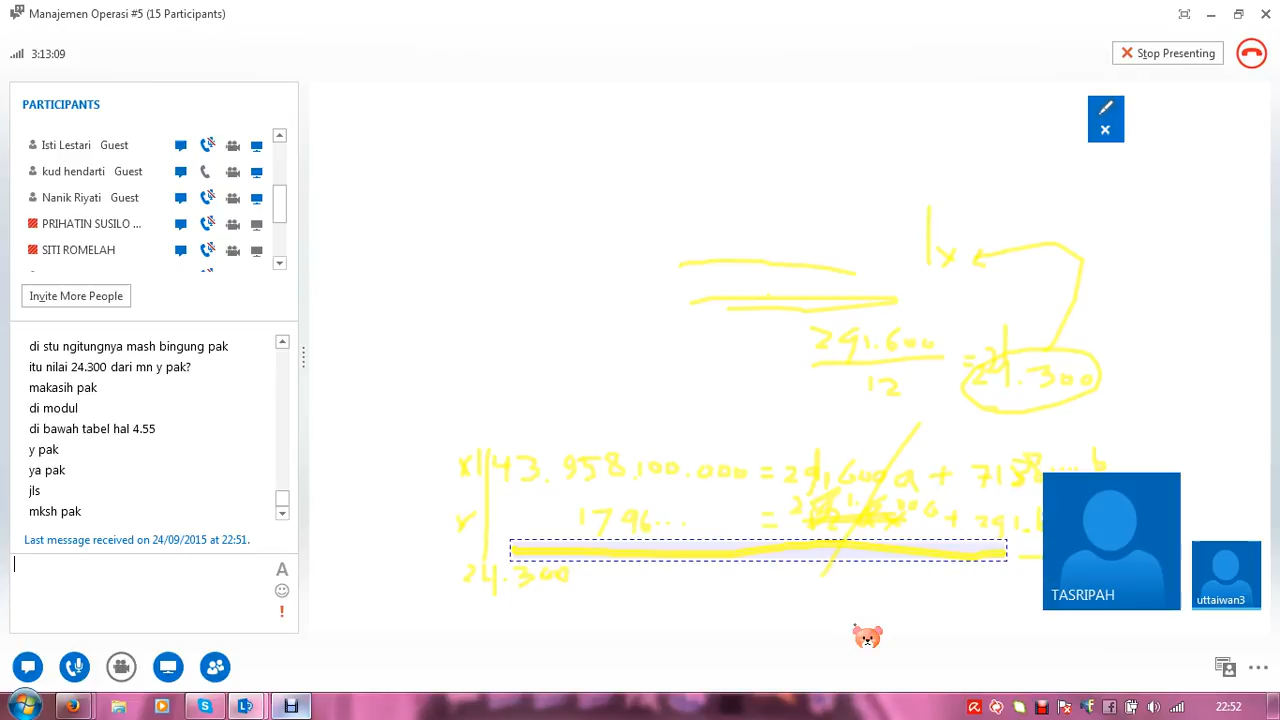 Manajemen Operasi #5 (15 Participants)
3:13:09
Stop Presenting
PARTICIPANTS
Isti Lestari Guest
kud hendarti Guest
Nanik Riyati Guest
PRIHATIN SUSILO ...
SITI ROMELAH
Invite More People
di stu ngitungnya mash bingung pak
itu nilai 24.300 dari mn y pak?
makasih pak
di modul
di bawah tabel hal 4.55
y pak
ya pak
jls
mksh pak
Last message received on 24/09/2015 at 22:51.
A
x
291.600
12
= 24.300
x1 43.958.100.000 = 291.600a + 7138... b
x 1796... = + 291.
24.300
TASRIPAH
uttaiwan3
22:52